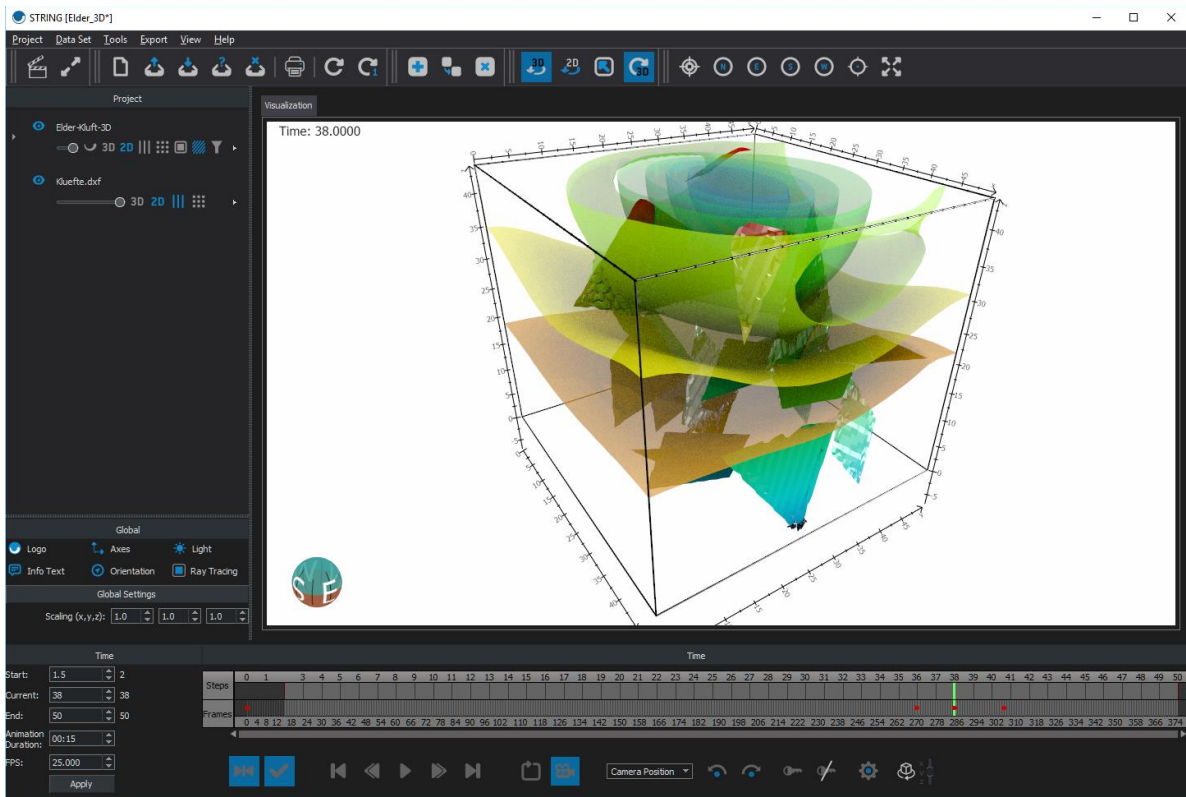 STRING [Elder_3D*]
Project Data Set Tools Export View Help
3D 2D 3D N E S W
Project
Elder-Kluft-3D
3D 2D
Kluefte.dxf
3D 2D
Visualization
Time: 38.0000
S E
Global
Logo Axes Light
Info Text Orientation Ray Tracing
Global Settings
Scaling (x,y,z): 1.0 1.0 1.0
Time
Start: 1.5 2
Current: 38 38
End: 50 50
Animation Duration: 00:15
FPS: 25.000
Apply
Time
Steps 0 1 3 4 5 6 7 8 9 10 11 12 13 14 15 16 17 18 19 20 21 22 23 24 25 26 27 28 29 30 31 32 33 34 35 36 37 38 39 40 41 42 43 44 45 46 47 48 49 50
Frames 0 4 8 12 18 24 30 36 42 48 54 60 66 72 78 84 90 96 102 110 118 126 134 142 150 158 166 174 182 190 198 206 214 222 230 238 246 254 262 270 278 286 294 302 310 318 326 334 342 350 358 366 374
Camera Position